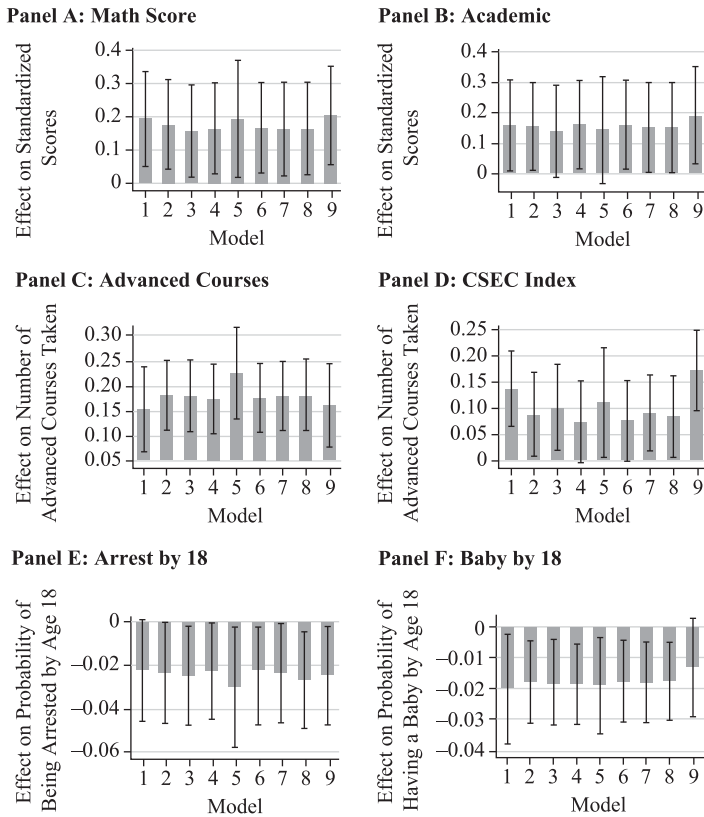 Panel A: Math Score
Effect on Standardized
Scores
0.4
0.3
0.2
0.1
0
1 2 3 4 5 6 7 8 9
Model
Panel B: Academic
Effect on Standardized
Scores
0.4
0.3
0.2
0.1
0
1 2 3 4 5 6 7 8 9
Model
Panel C: Advanced Courses
Effect on Number of
Advanced Courses Taken
0.30
0.25
0.20
0.15
0.10
0.05
1 2 3 4 5 6 7 8 9
Model
Panel D: CSEC Index
Effect on Number of
Advanced Courses Taken
0.25
0.20
0.15
0.10
0.05
0
1 2 3 4 5 6 7 8 9
Model
Panel E: Arrest by 18
Effect on Probability of
Being Arrested by Age 18
0
–0.02
–0.04
–0.06
1 2 3 4 5 6 7 8 9
Model
Panel F: Baby by 18
Effect on Probability of
Having a Baby by Age 18
0
–0.01
–0.02
–0.03
–0.04
1 2 3 4 5 6 7 8 9
Model